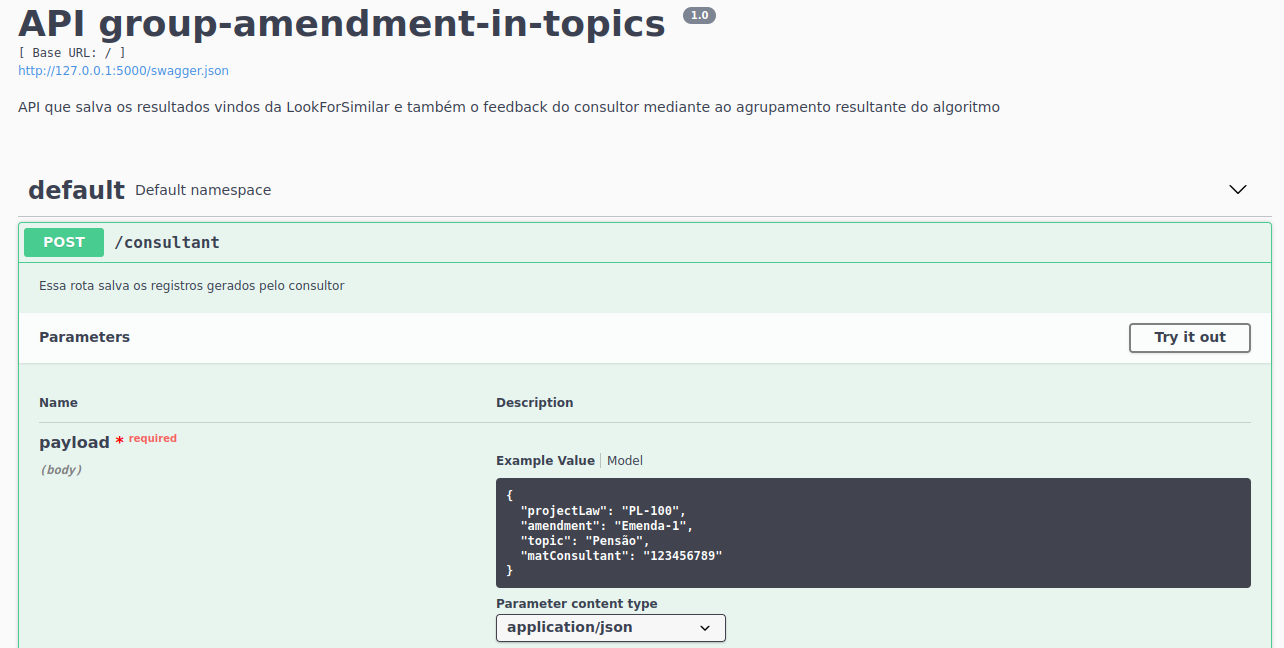 API group-amendment-in-topics 1.0
[ Base URL: / ]
http://127.0.0.1:5000/swagger.json
API que salva os resultados vindos da LookForSimilar e também o feedback do consultor mediante ao agrupamento resultante do algoritmo
default Default namespace
POST /consultant
Essa rota salva os registros gerados pelo consultor
Parameters Try it out
Name Description
payload * required
(body)
Example Value Model
{
"projectLaw": "PL-100",
"amendment": "Emenda-1",
"topic": "Pensão",
"matConsultant": "123456789"
}
Parameter content type
application/json